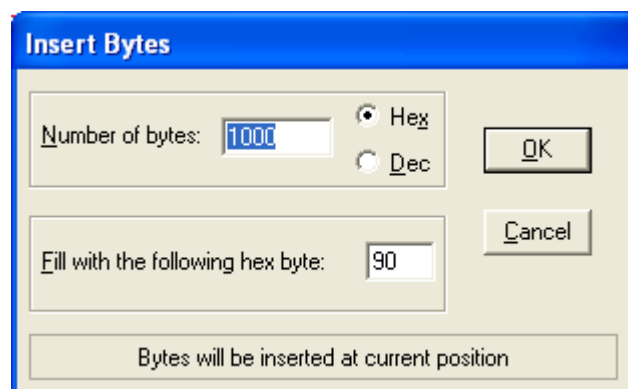 Insert Bytes
Number of bytes: 1000
Hex
Dec
OK
Fill with the following hex byte: 90
Cancel
Bytes will be inserted at current position